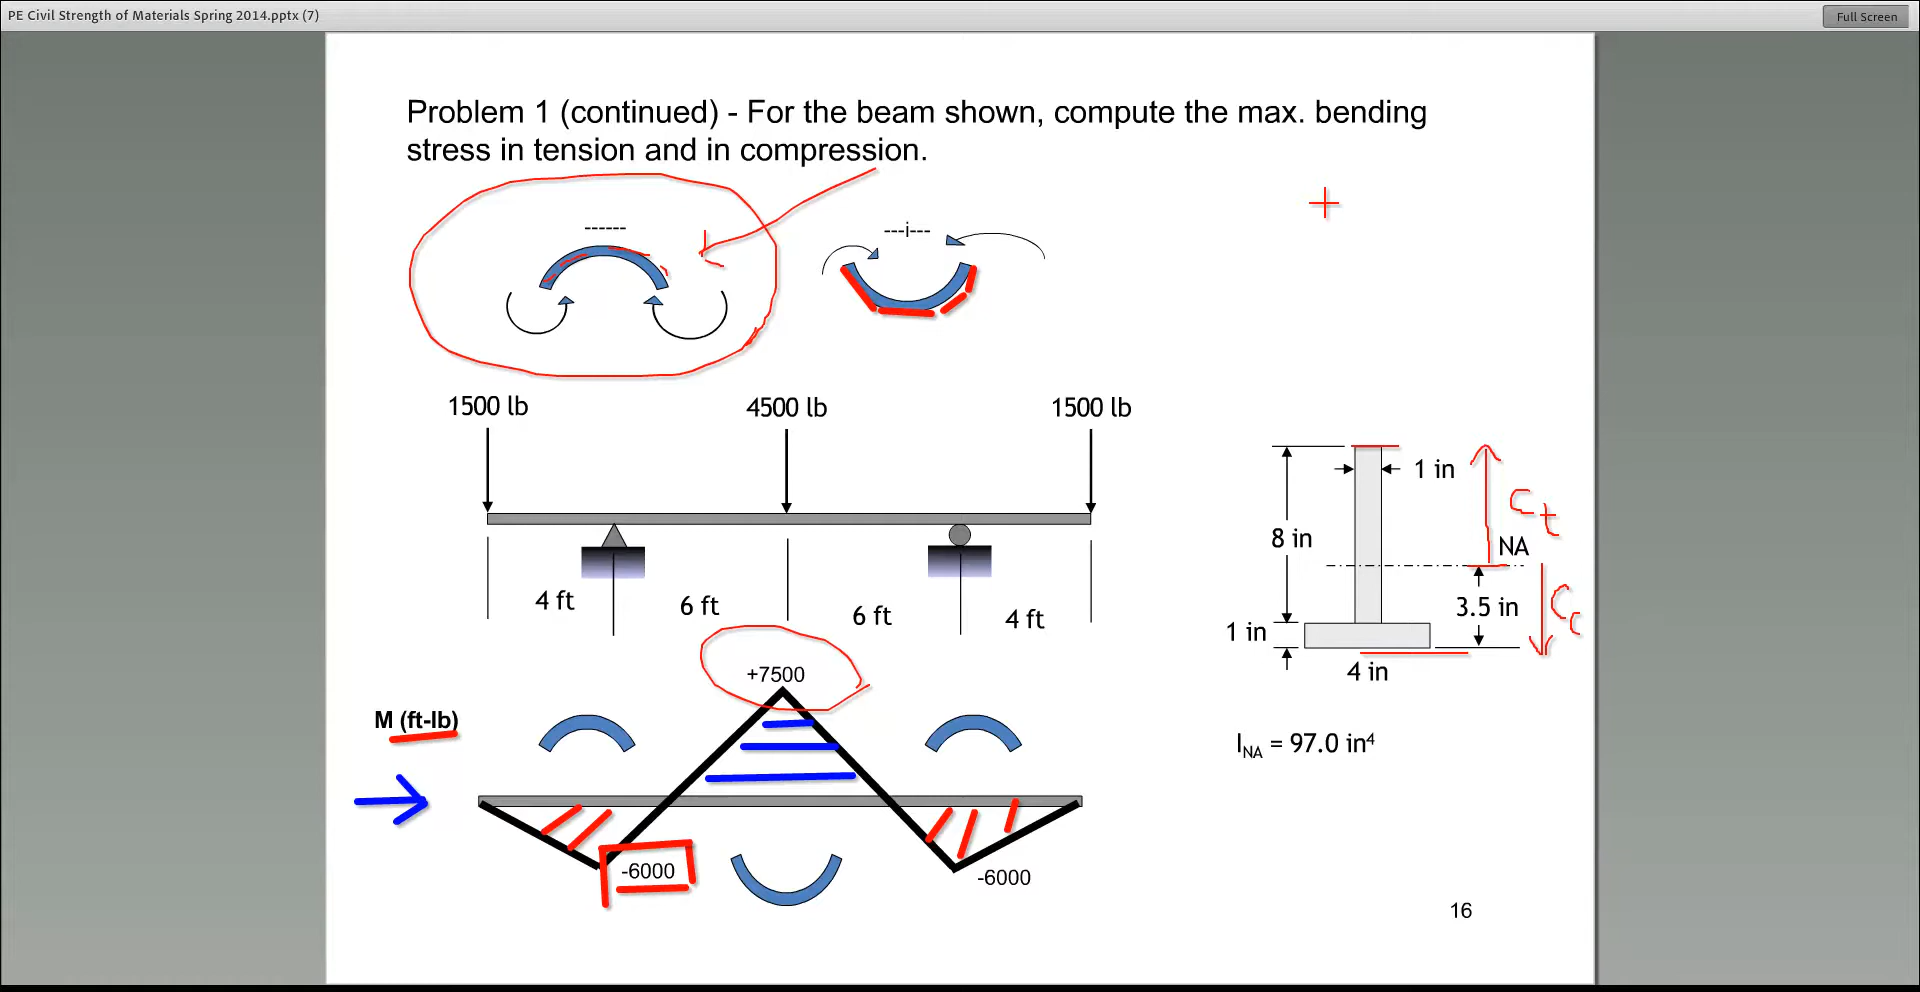 PE Civil Strength of Materials Spring 2014.pptx (7)
Full Screen
Problem 1 (continued) - For the beam shown, compute the max. bending
stress in tension and in compression.
------
---i---
+
1500 lb
4500 lb
1500 lb
4 ft
6 ft
6 ft
4 ft
1 in
8 in
Ct
NA
3.5 in
Cc
1 in
4 in
+7500
M (ft-lb)
-6000
-6000
INA = 97.0 in⁴
16